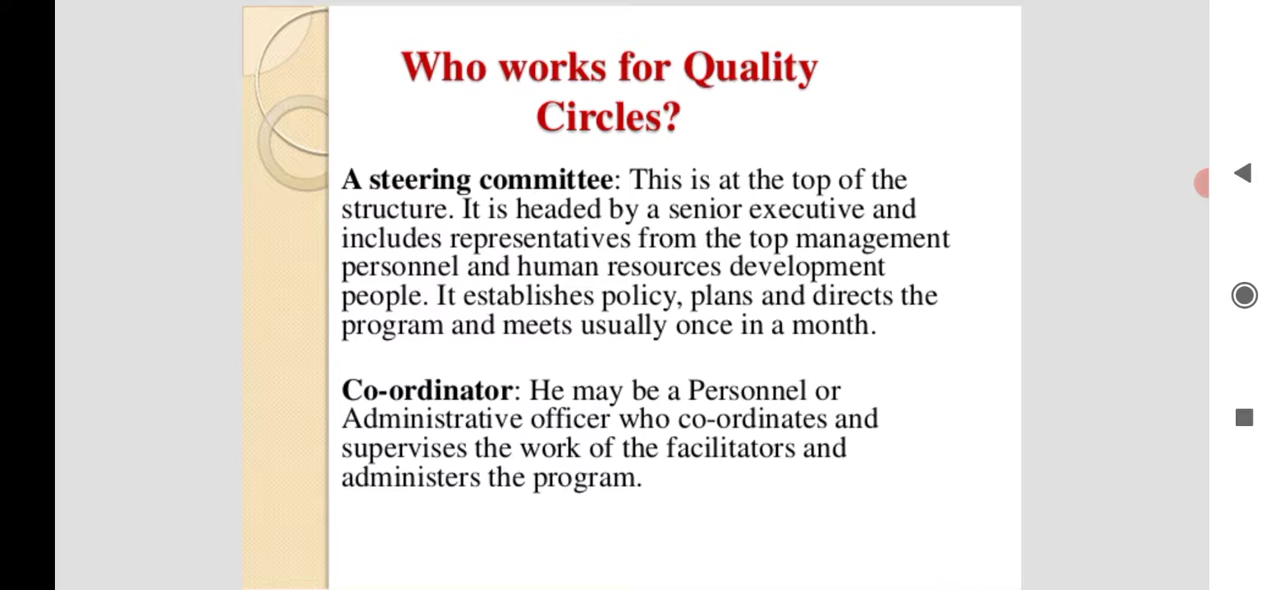 Who works for Quality
Circles?
A steering committee: This is at the top of the
structure. It is headed by a senior executive and
includes representatives from the top management
personnel and human resources development
people. It establishes policy, plans and directs the
program and meets usually once in a month.
Co-ordinator: He may be a Personnel or
Administrative officer who co-ordinates and
supervises the work of the facilitators and
administers the program.